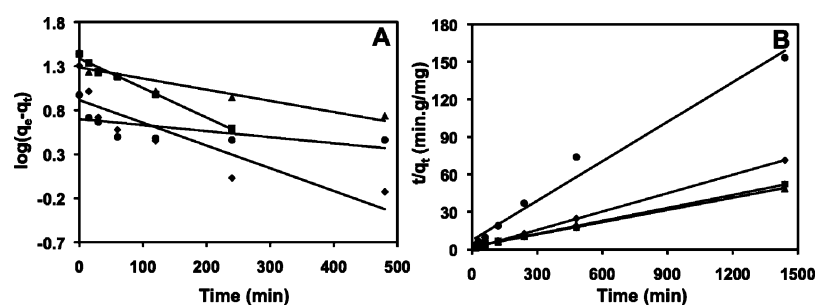 A
1.8
1.3
0.8
0.3
-0.2
-0.7
log(qe-qt)
0 100 200 300 400 500
Time (min)
B
180
150
120
90
60
30
0
t/qt (min.g/mg)
0 300 600 900 1200 1500
Time (min)